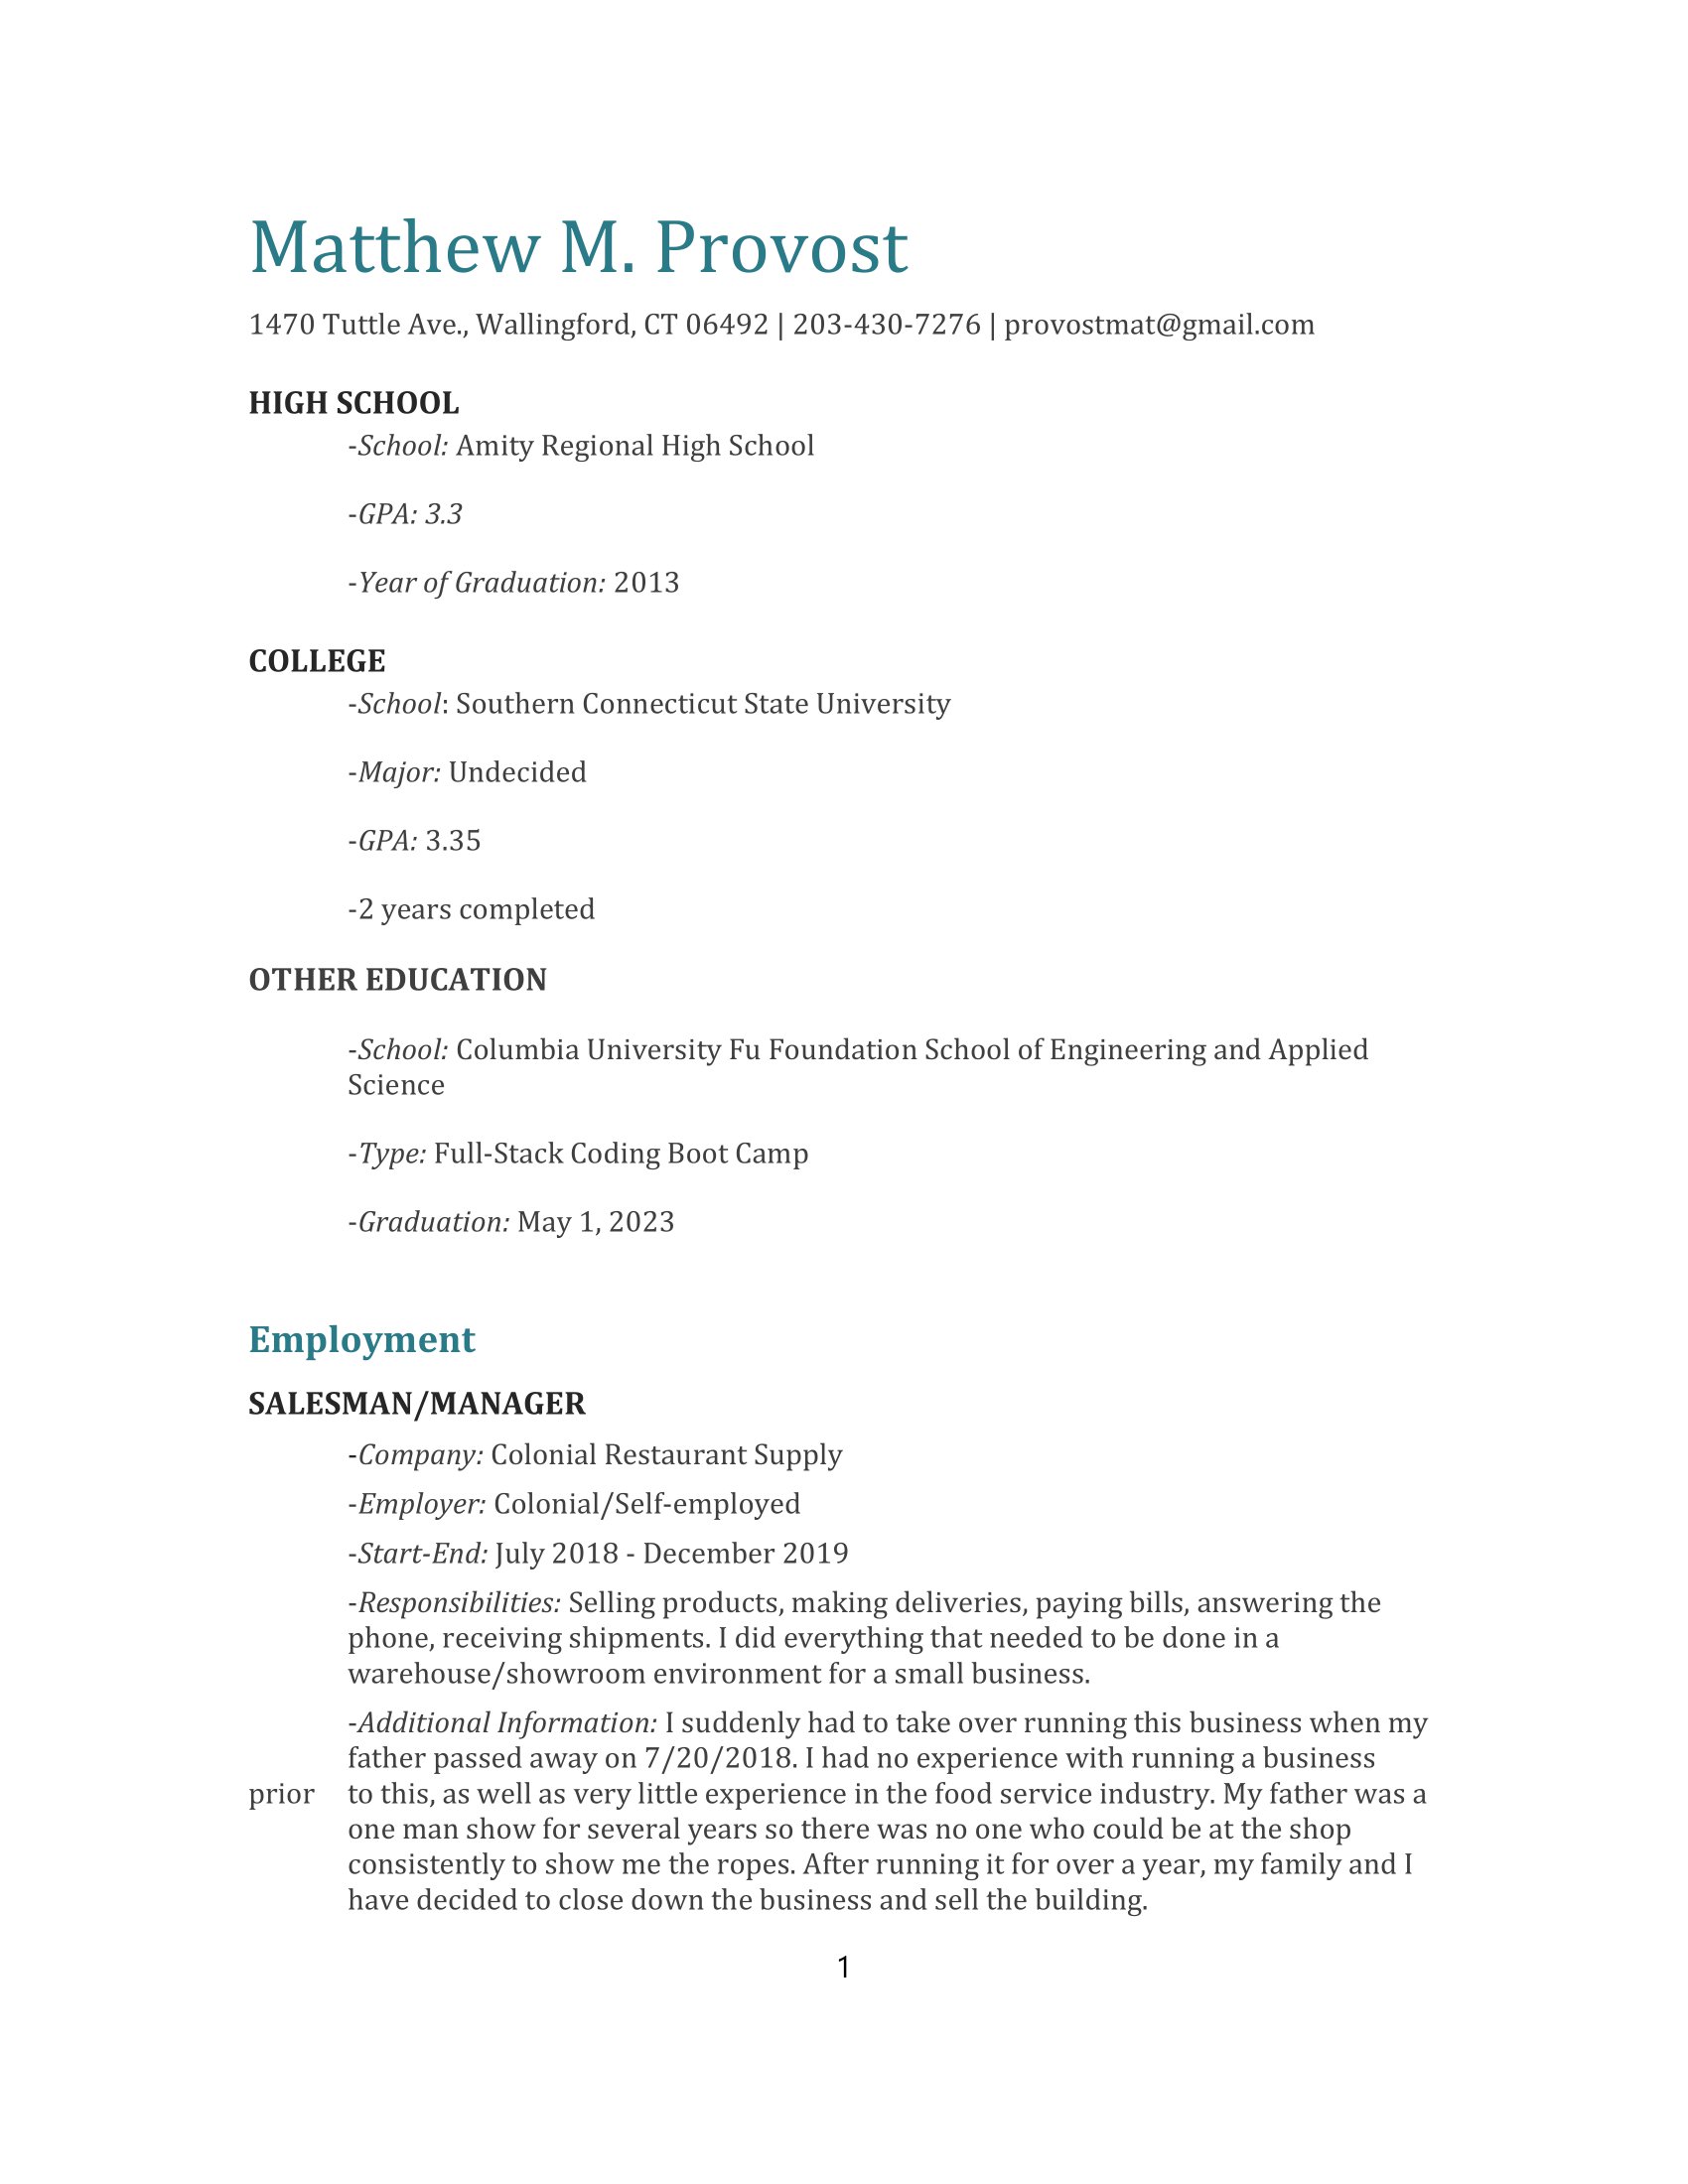 Matthew M. Provost
1470 Tuttle Ave., Wallingford, CT 06492 | 203-430-7276 | provostmat@gmail.com
HIGH SCHOOL
-School: Amity Regional High School
-GPA: 3.3
-Year of Graduation: 2013
COLLEGE
-School: Southern Connecticut State University
-Major: Undecided
-GPA: 3.35
-2 years completed
OTHER EDUCATION
-School: Columbia University Fu Foundation School of Engineering and Applied
Science
-Type: Full-Stack Coding Boot Camp
-Graduation: May 1, 2023
Employment
SALESMAN/MANAGER
-Company: Colonial Restaurant Supply
-Employer: Colonial/Self-employed
-Start-End: July 2018 - December 2019
-Responsibilities: Selling products, making deliveries, paying bills, answering the
phone, receiving shipments. I did everything that needed to be done in a
warehouse/showroom environment for a small business.
-Additional Information: I suddenly had to take over running this business when my
father passed away on 7/20/2018. I had no experience with running a business
prior to this, as well as very little experience in the food service industry. My father was a
one man show for several years so there was no one who could be at the shop
consistently to show me the ropes. After running it for over a year, my family and I
have decided to close down the business and sell the building.
1